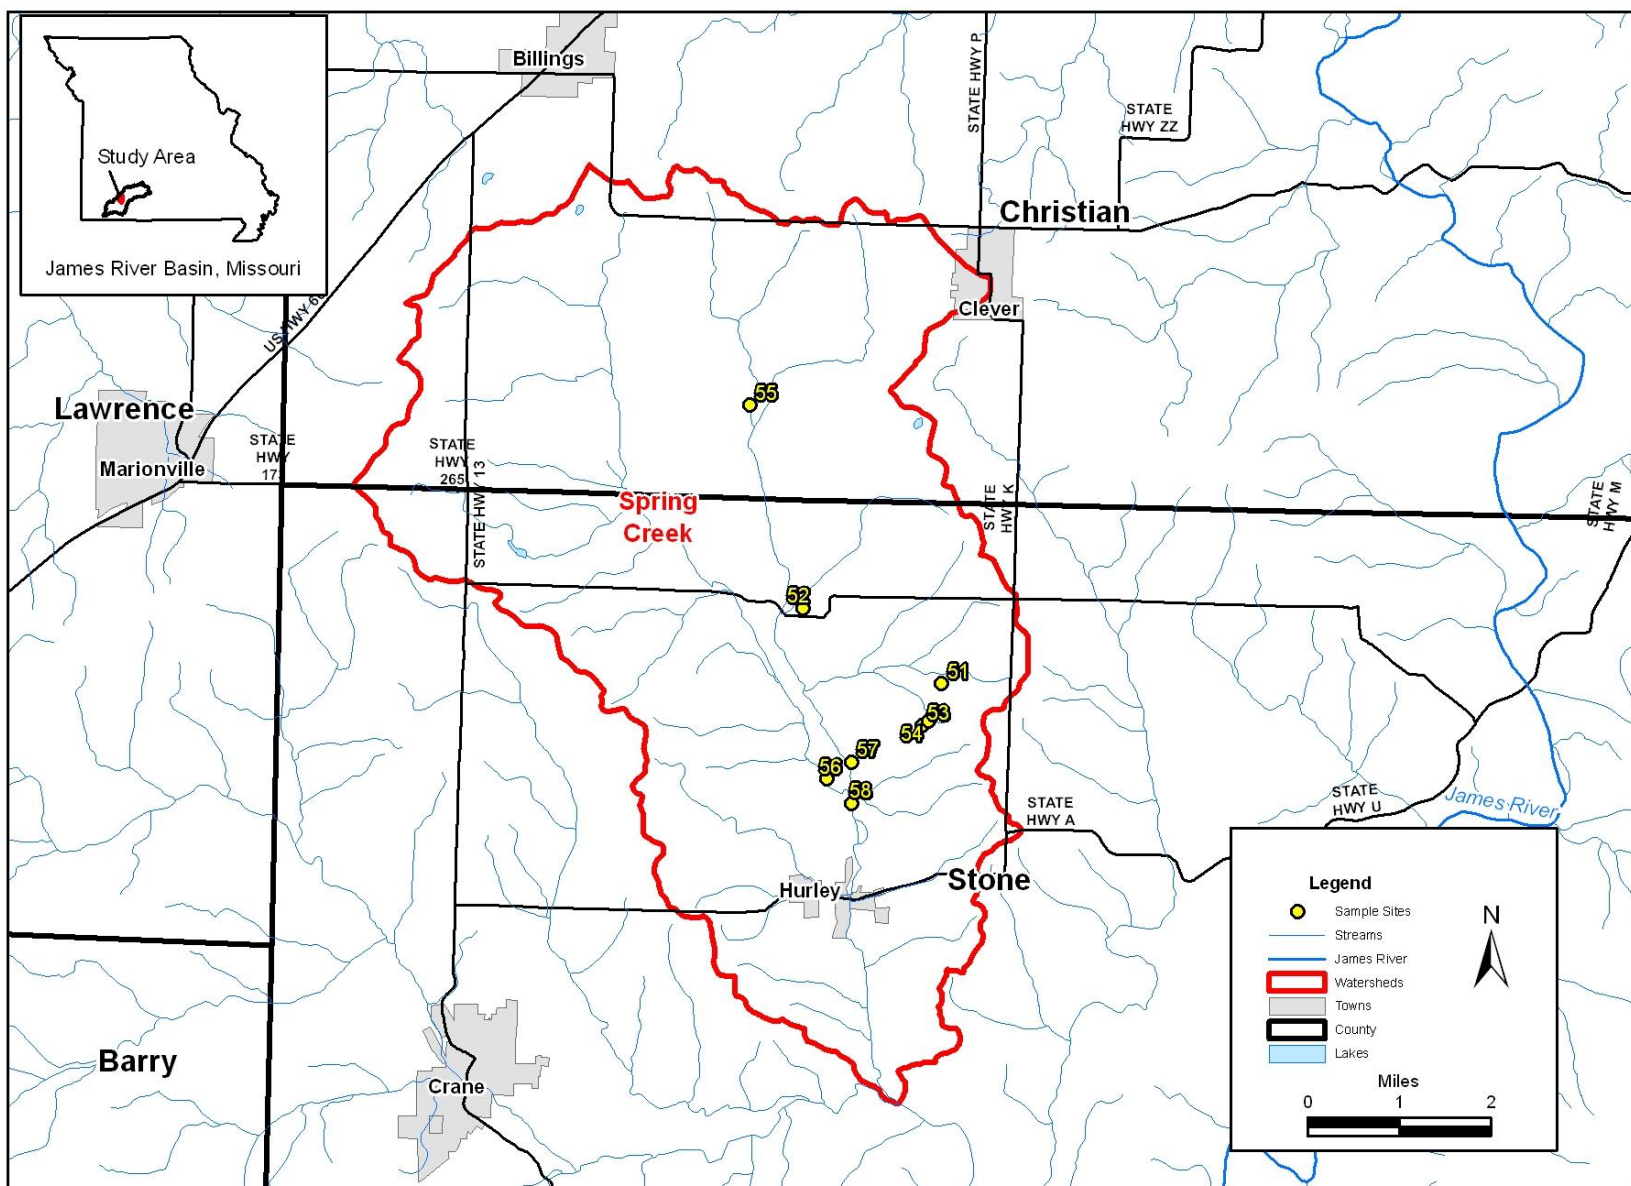 Study Area
James River Basin, Missouri
Billings
STATE HWY P
STATE
HWY ZZ
Christian
Clever
US HWY 60
Lawrence
Marionville
STATE
HWY
17
STATE
HWY
265
STATE HWY 13
55
Spring
Creek
STATE
HWY K
STATE
HWY M
52
51
53
54
57
56
58
STATE
HWY A
STATE
HWY U
James River
Hurley
Stone
Barry
Crane
Legend
Sample Sites
Streams
James River
Watersheds
Towns
County
Lakes
N
Miles
0 1 2